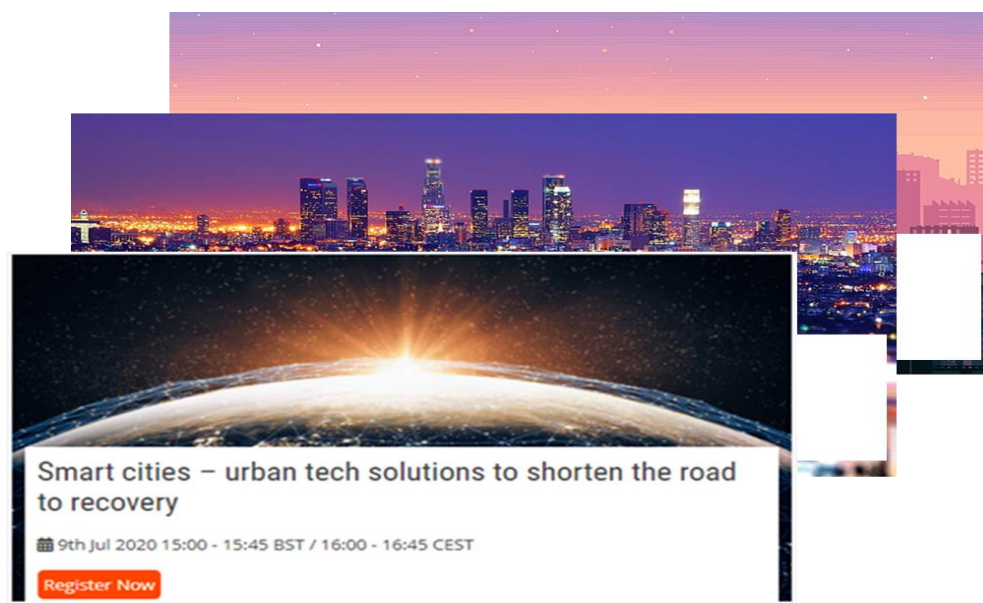 Smart cities – urban tech solutions to shorten the road
to recovery
9th Jul 2020 15:00 - 15:45 BST / 16:00 - 16:45 CEST
Register Now